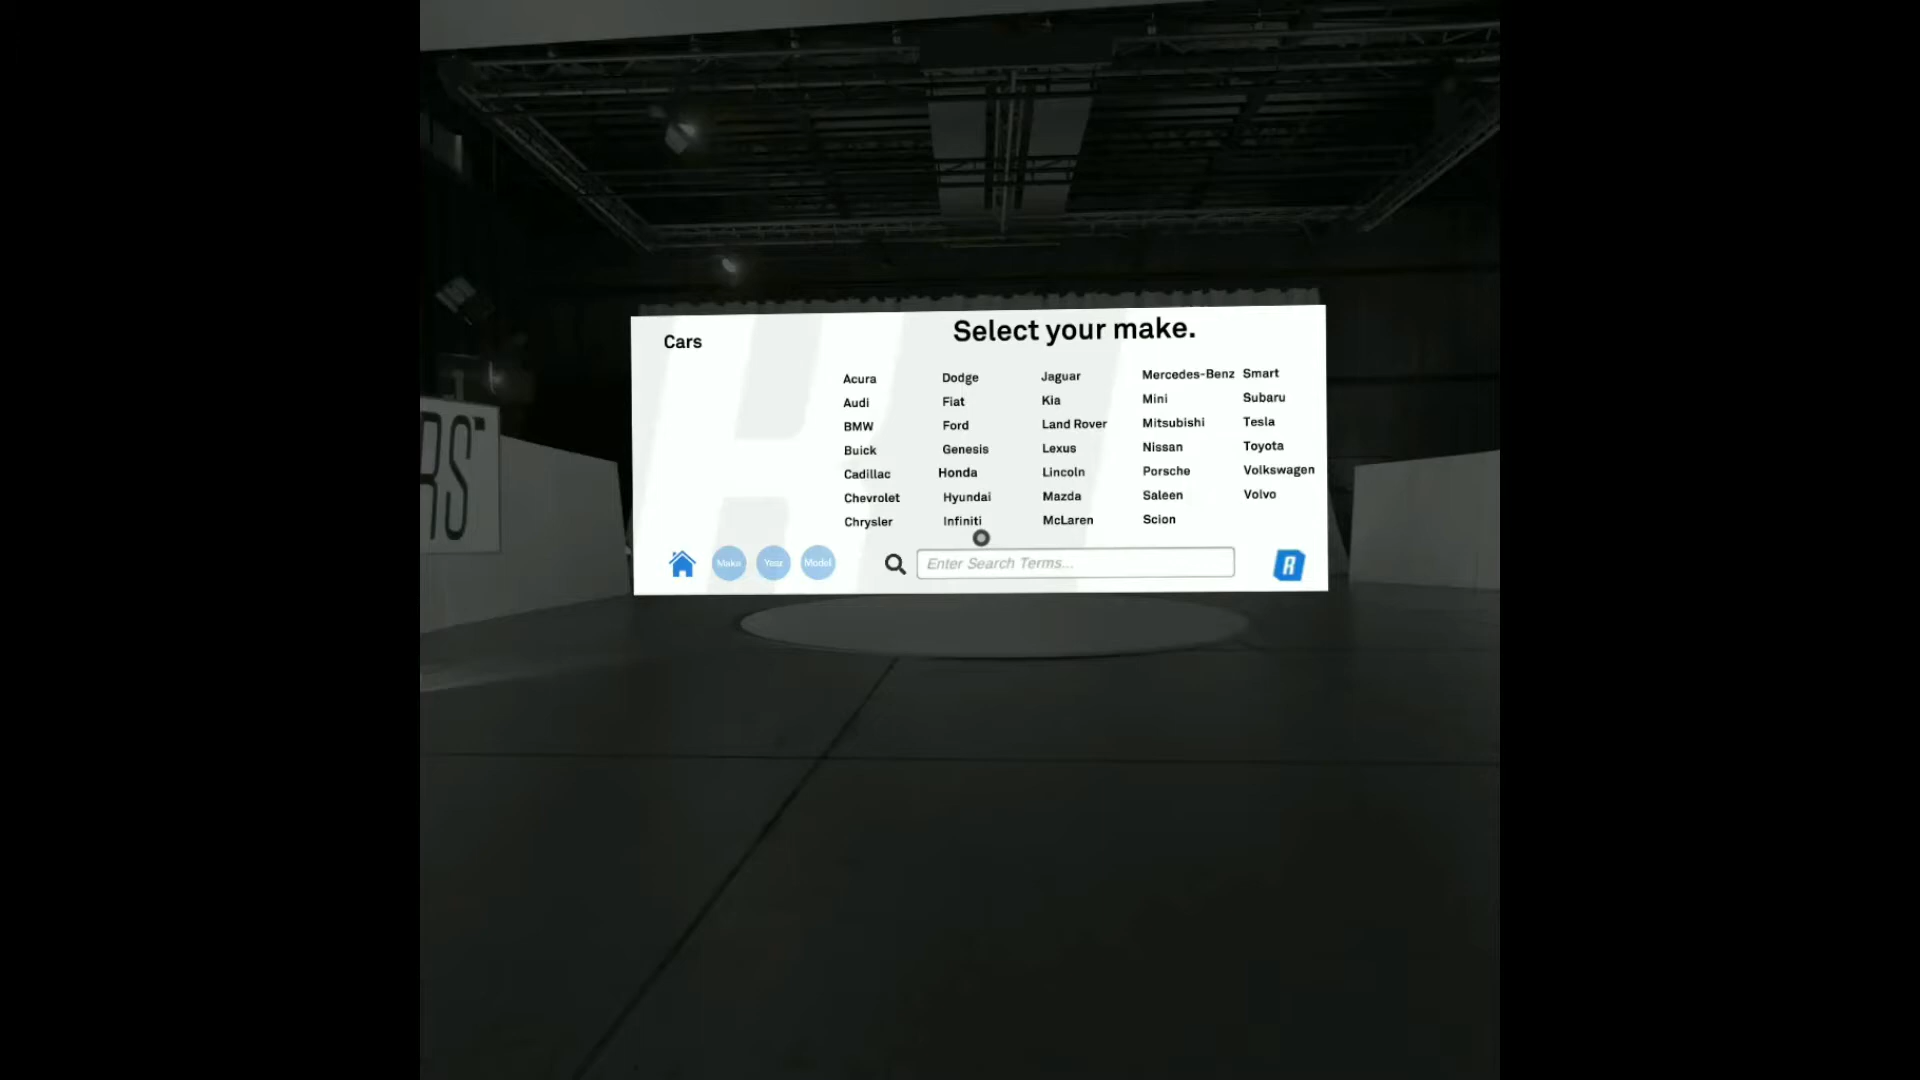 Select your make.
Cars
Acura
Audi
BMW
Buick
Cadillac
Chevrolet
Chrysler
Dodge
Fiat
Ford
Genesis
Honda
Hyundai
Infiniti
Jaguar
Kia
Land Rover
Lexus
Lincoln
Mazda
McLaren
Mercedes-Benz
Mini
Mitsubishi
Nissan
Porsche
Saleen
Scion
Smart
Subaru
Tesla
Toyota
Volkswagen
Volvo
Make Year Model
Enter Search Terms...
R
RS